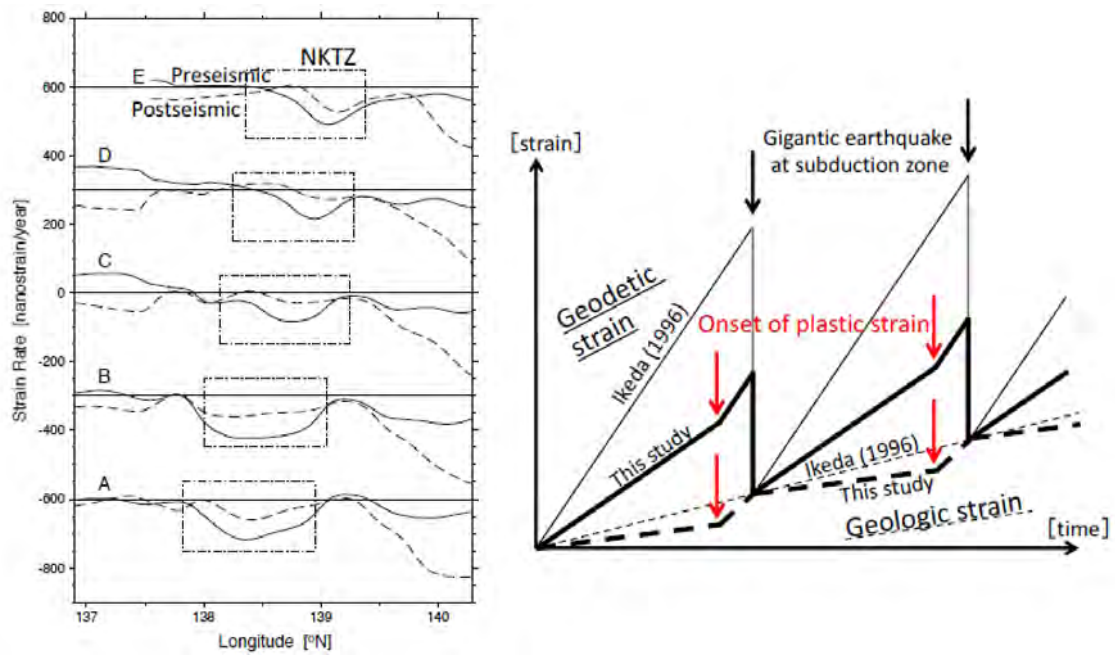 NKTZ
E Preseismic
Postseismic
D
C
B
A
800
600
400
200
0
-200
-400
-600
-800
Strain Rate [nanostrain/year]
137
138
139
140
Longitude [°N]
[strain]
Gigantic earthquake
at subduction zone
Geodetic
strain
Ikeda (1996)
Onset of plastic strain
This study
Ikeda (1996)
This study
Geologic strain
[time]